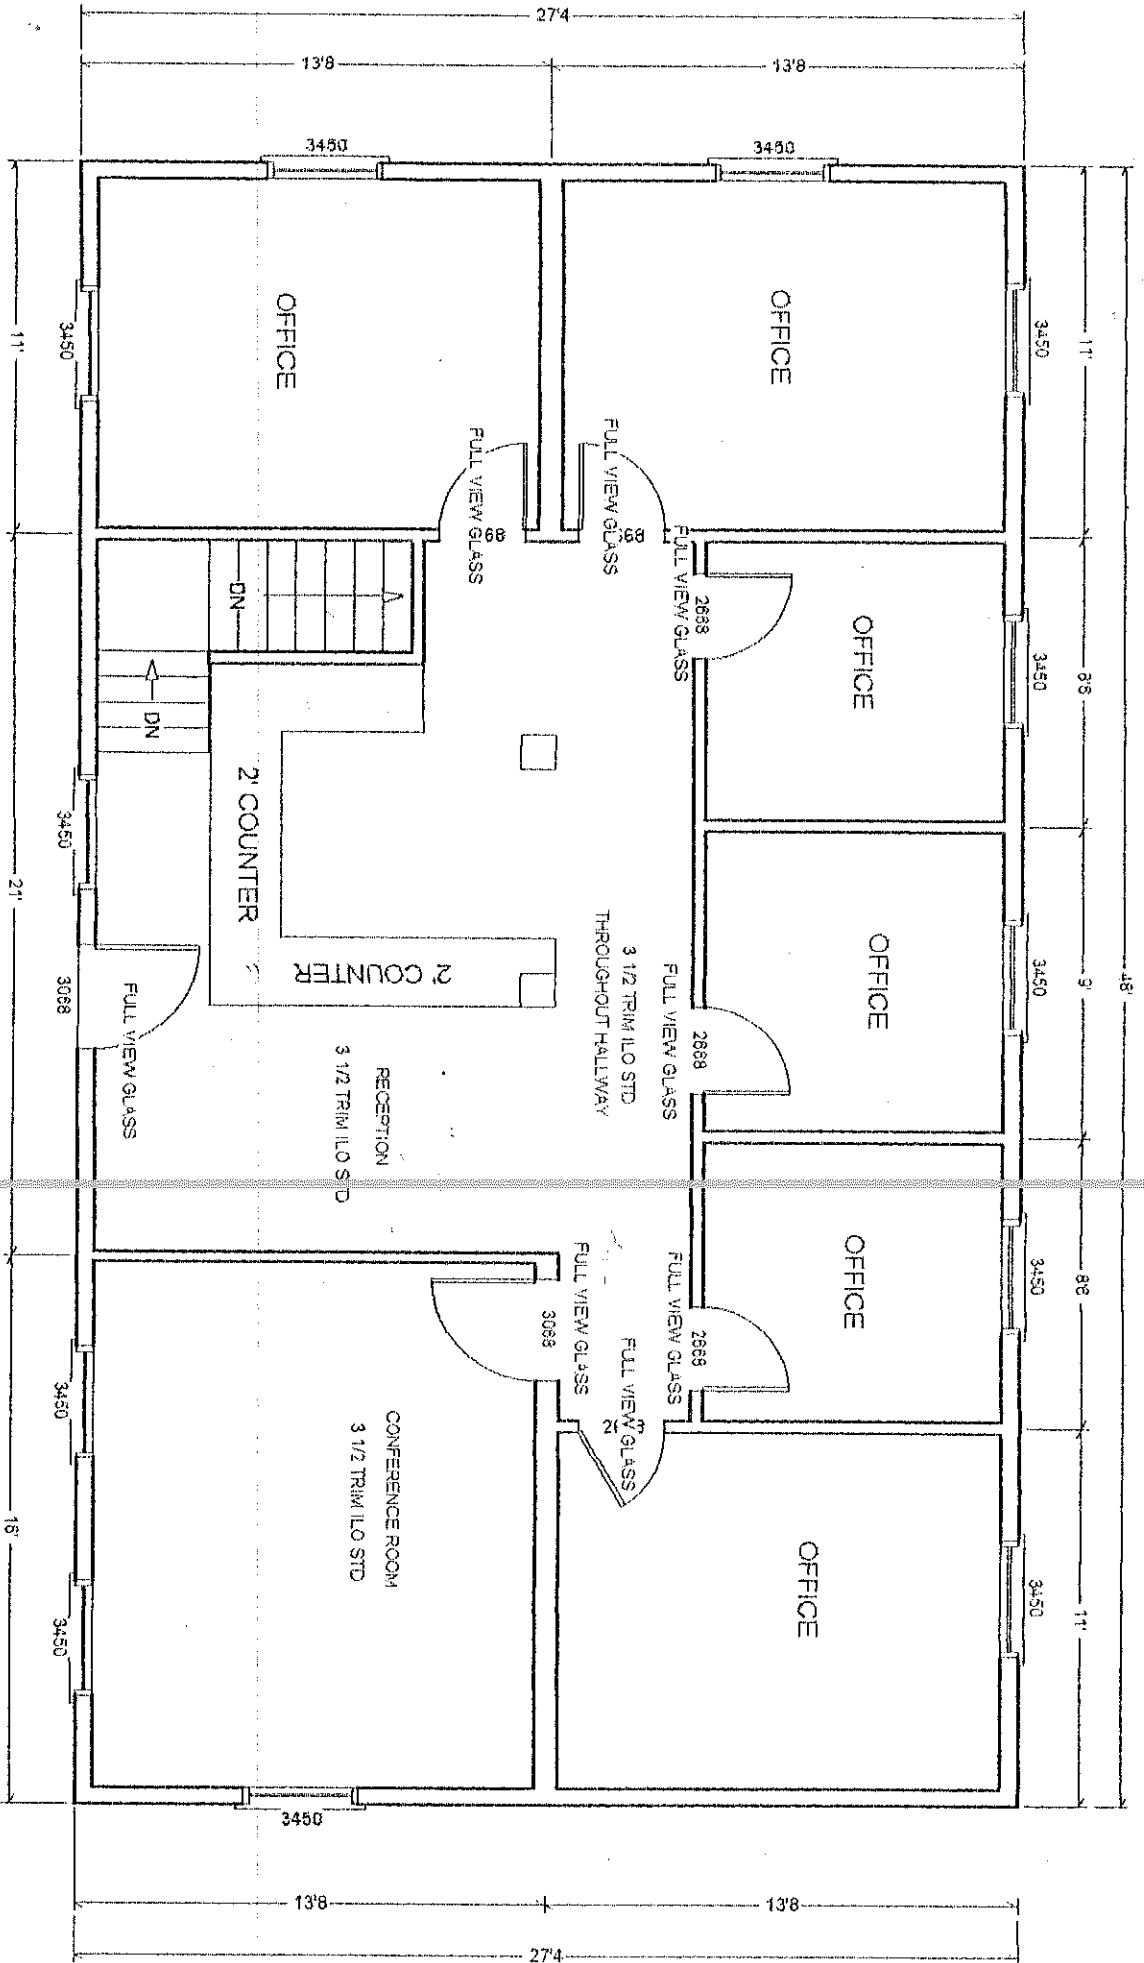 27'4
13'8
13'8
3450
3450
OFFICE
OFFICE
3450
3450
11'
11'
48'
FULL VIEW GLASS
FULL VIEW GLASS
68
68
FULL VIEW GLASS
2668
OFFICE
3450
8'6
DN
DN
2' COUNTER
2' COUNTER
3450
21'
3068
FULL VIEW GLASS
3 1/2 TRIM ILO STD
THROUGHOUT HALLWAY
FULL VIEW GLASS
2668
OFFICE
3450
9'
RECEPTION
3 1/2 TRIM ILO STD
FULL VIEW GLASS
3068
FULL VIEW GLASS
2668
OFFICE
3450
8'6
FULL VIEW GLASS
CONFERENCE ROOM
3 1/2 TRIM ILO STD
3450
3450
16'
OFFICE
3450
11'
3450
13'8
13'8
27'4